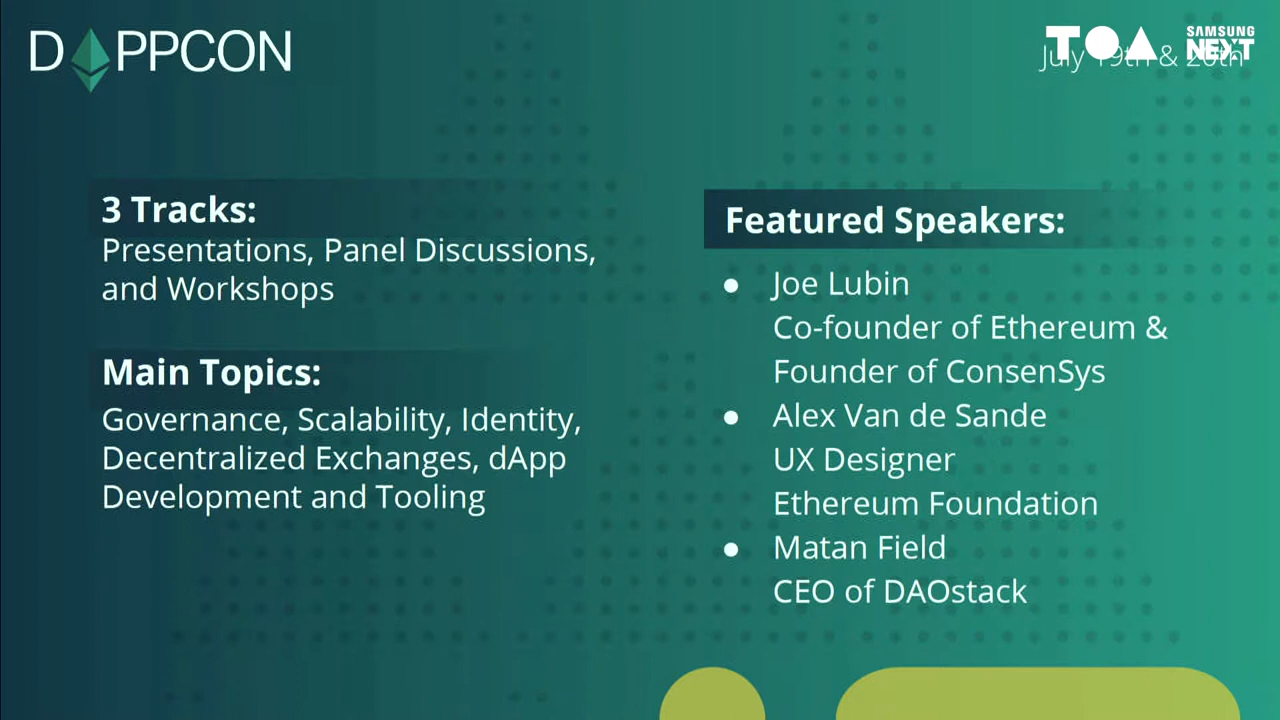 DAPPCON
TOA
SAMSUNG
NEXT
July 19th & 20th
3 Tracks:
Presentations, Panel Discussions,
and Workshops
Main Topics:
Governance, Scalability, Identity,
Decentralized Exchanges, dApp
Development and Tooling
Featured Speakers:
Joe Lubin
Co-founder of Ethereum &
Founder of ConsenSys
Alex Van de Sande
UX Designer
Ethereum Foundation
Matan Field
CEO of DAOstack